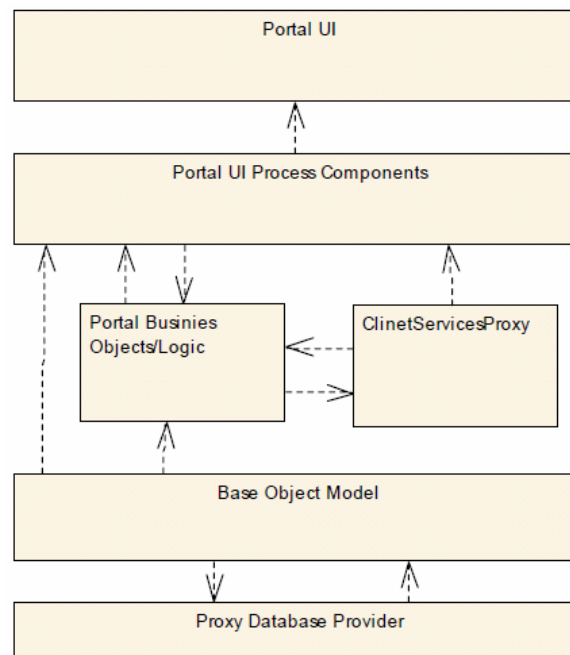 Portal UI
Portal UI Process Components
Portal Businies
Objects/Logic
ClinetServicesProxy
Base Object Model
Proxy Database Provider